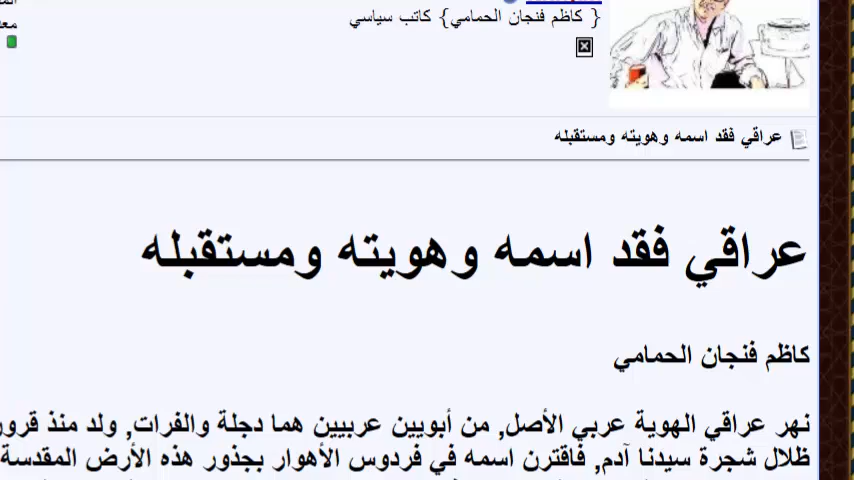 { كاظم فنجان الحمامي} كاتب سياسي
عراقي فقد اسمه وهويته ومستقبله
عراقي فقد اسمه وهويته ومستقبله
كاظم فنجان الحمامي
نهر عراقي الهوية عربي الأصل, من أبويين عربيين هما دجلة والفرات, ولد منذ
ظلال شجرة سيدنا آدم, فاقترن اسمه في فردوس الأهوار بجذور هذه الأرض المقدسة